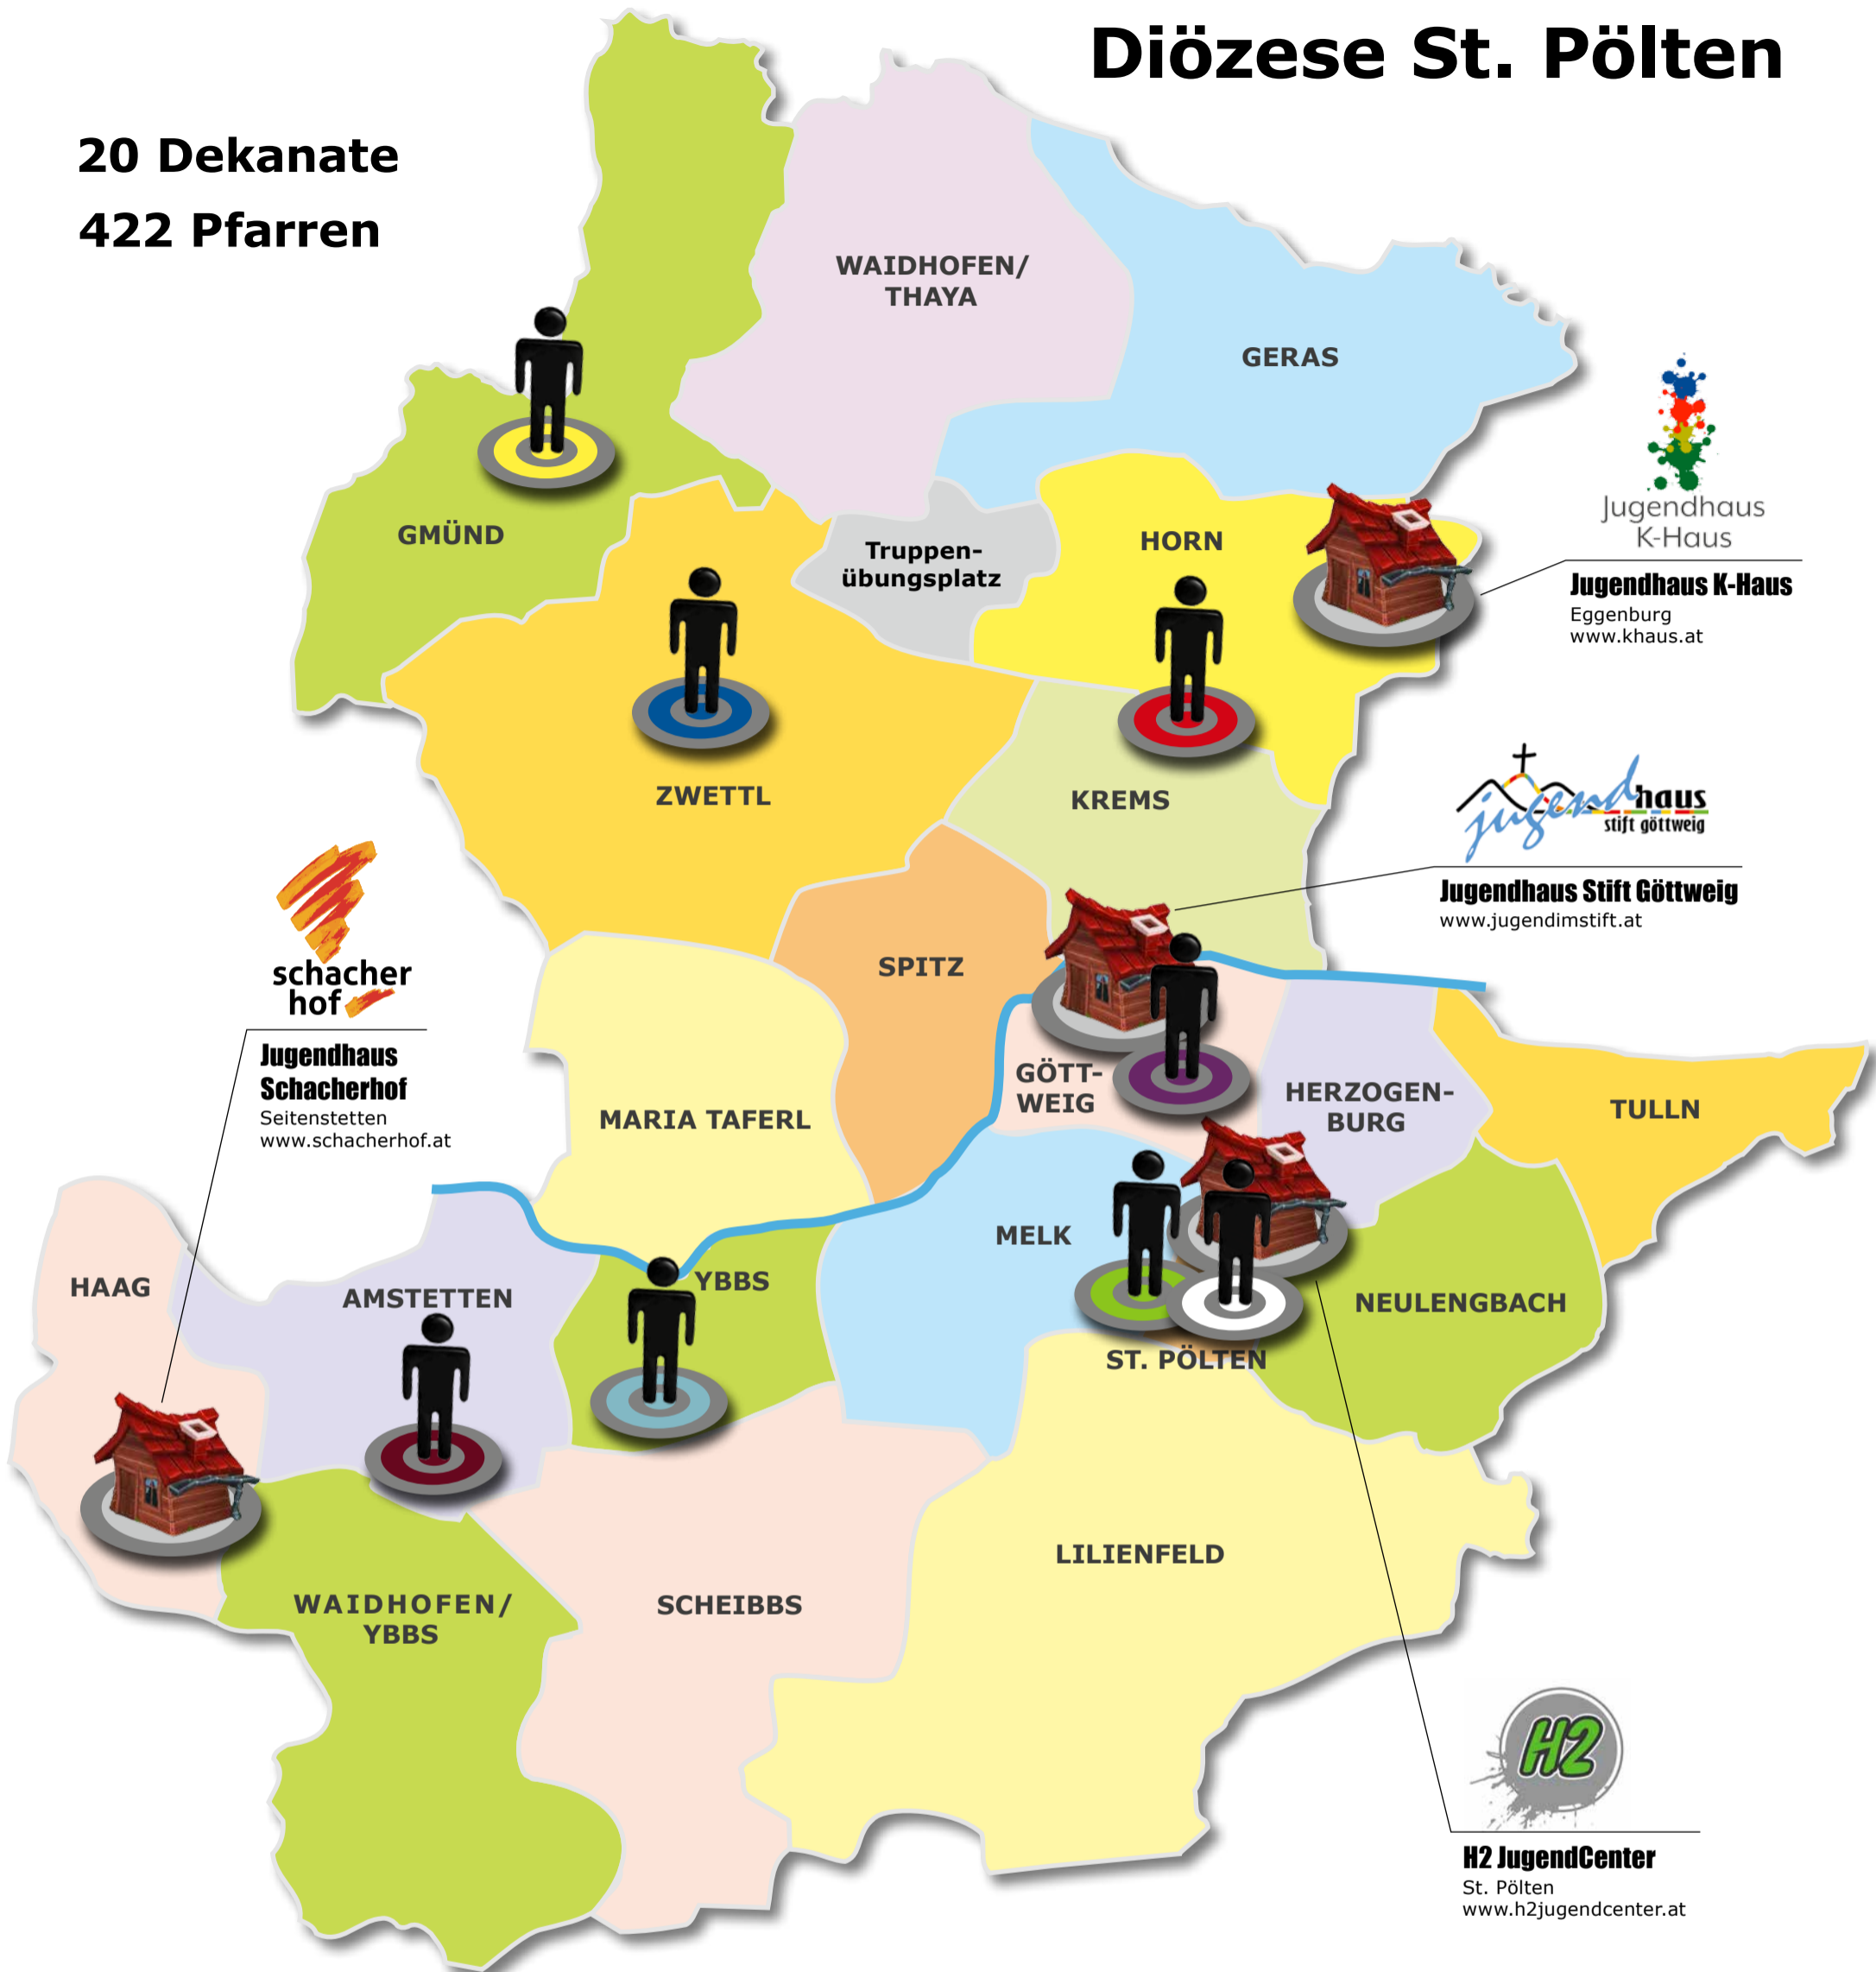 Diözese St. Pölten
20 Dekanate
422 Pfarren
WAIDHOFEN/
THAYA
GERAS
Jugendhaus
K-Haus
Jugendhaus K-Haus
Eggenburg
www.khaus.at
GMÜND
Truppen-
übungsplatz
HORN
ZWETTL
KREMS
jugendhaus
stift göttweig
Jugendhaus Stift Göttweig
www.jugendimstift.at
schacher
hof
Jugendhaus
Schacherhof
Seitenstetten
www.schacherhof.at
SPITZ
GÖTT-
WEIG
HERZOGEN-
BURG
TULLN
MARIA TAFERL
MELK
HAAG
AMSTETTEN
YBBS
NEULENGBACH
ST. PÖLTEN
LILIENFELD
WAIDHOFEN/
YBBS
SCHEIBBS
H2
H2 JugendCenter
St. Pölten
www.h2jugendcenter.at